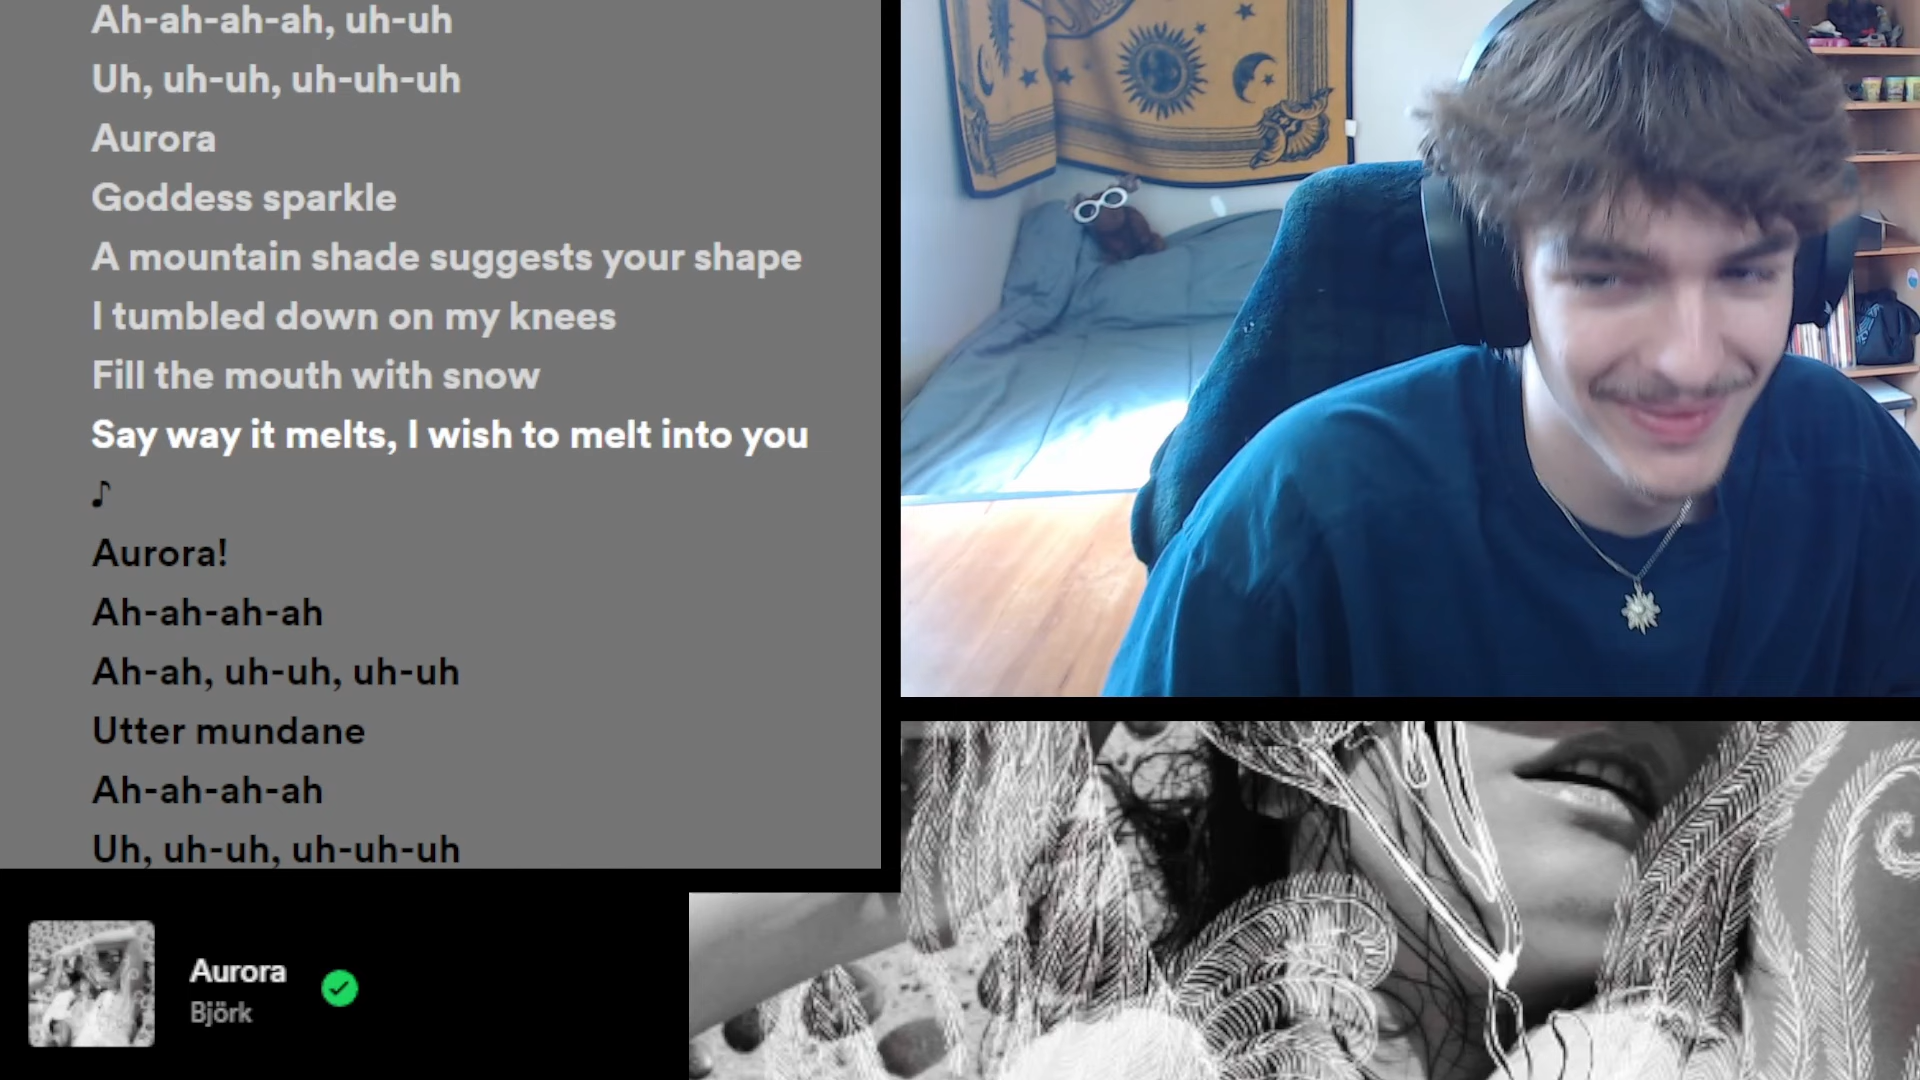 Ah-ah-ah-ah, uh-uh
Uh, uh-uh, uh-uh-uh
Aurora
Goddess sparkle
A mountain shade suggests your shape
I tumbled down on my knees
Fill the mouth with snow
Say way it melts, I wish to melt into you
♪
Aurora!
Ah-ah-ah-ah
Ah-ah, uh-uh, uh-uh
Utter mundane
Ah-ah-ah-ah
Uh, uh-uh, uh-uh-uh
Aurora
Björk